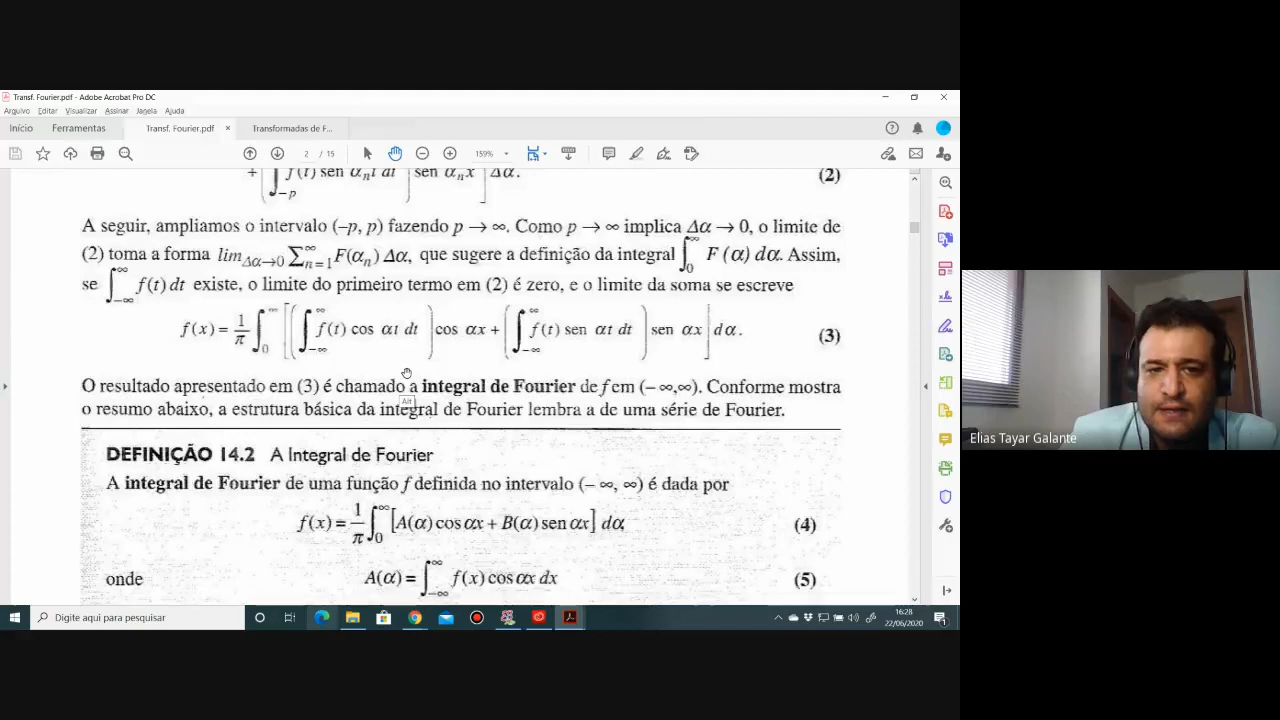 Transf. Fourier.pdf - Adobe Acrobat Pro DC
Arquivo Editar Visualizar Assinar Janela Ajuda
Início Ferramentas Transf. Fourier.pdf × Transformadas de F...
2 / 15 159%
+ ( ∫_{-p} f(t) sen α_n t dt ) sen α_n x ] Δα. (2)
A seguir, ampliamos o intervalo (–p, p) fazendo p → ∞. Como p → ∞ implica Δα → 0, o limite de
(2) toma a forma lim_{Δα→0} ∑_{n=1}^{∞} F(α_n) Δα, que sugere a definição da integral ∫_0^∞ F (α) dα. Assim,
se ∫_{-∞}^{∞} f(t) dt existe, o limite do primeiro termo em (2) é zero, e o limite da soma se escreve
f(x) = 1/π ∫_0^∞ [ ( ∫_{-∞}^{∞} f(t) cos αt dt ) cos αx + ( ∫_{-∞}^{∞} f(t) sen αt dt ) sen αx ] dα. (3)
O resultado apresentado em (3) é chamado a integral de Fourier de f em (– ∞,∞). Conforme mostra
Alt
o resumo abaixo, a estrutura básica da integral de Fourier lembra a de uma série de Fourier.
DEFINIÇÃO 14.2 A Integral de Fourier
A integral de Fourier de uma função f definida no intervalo (– ∞, ∞) é dada por
f(x) = 1/π ∫_0^∞ [A(α) cos αx + B(α) sen αx] dα (4)
onde A(α) = ∫_{-∞}^{∞} f(x) cos αx dx (5)
Elias Tayar Galante
Digite aqui para pesquisar
16:28
22/06/2020